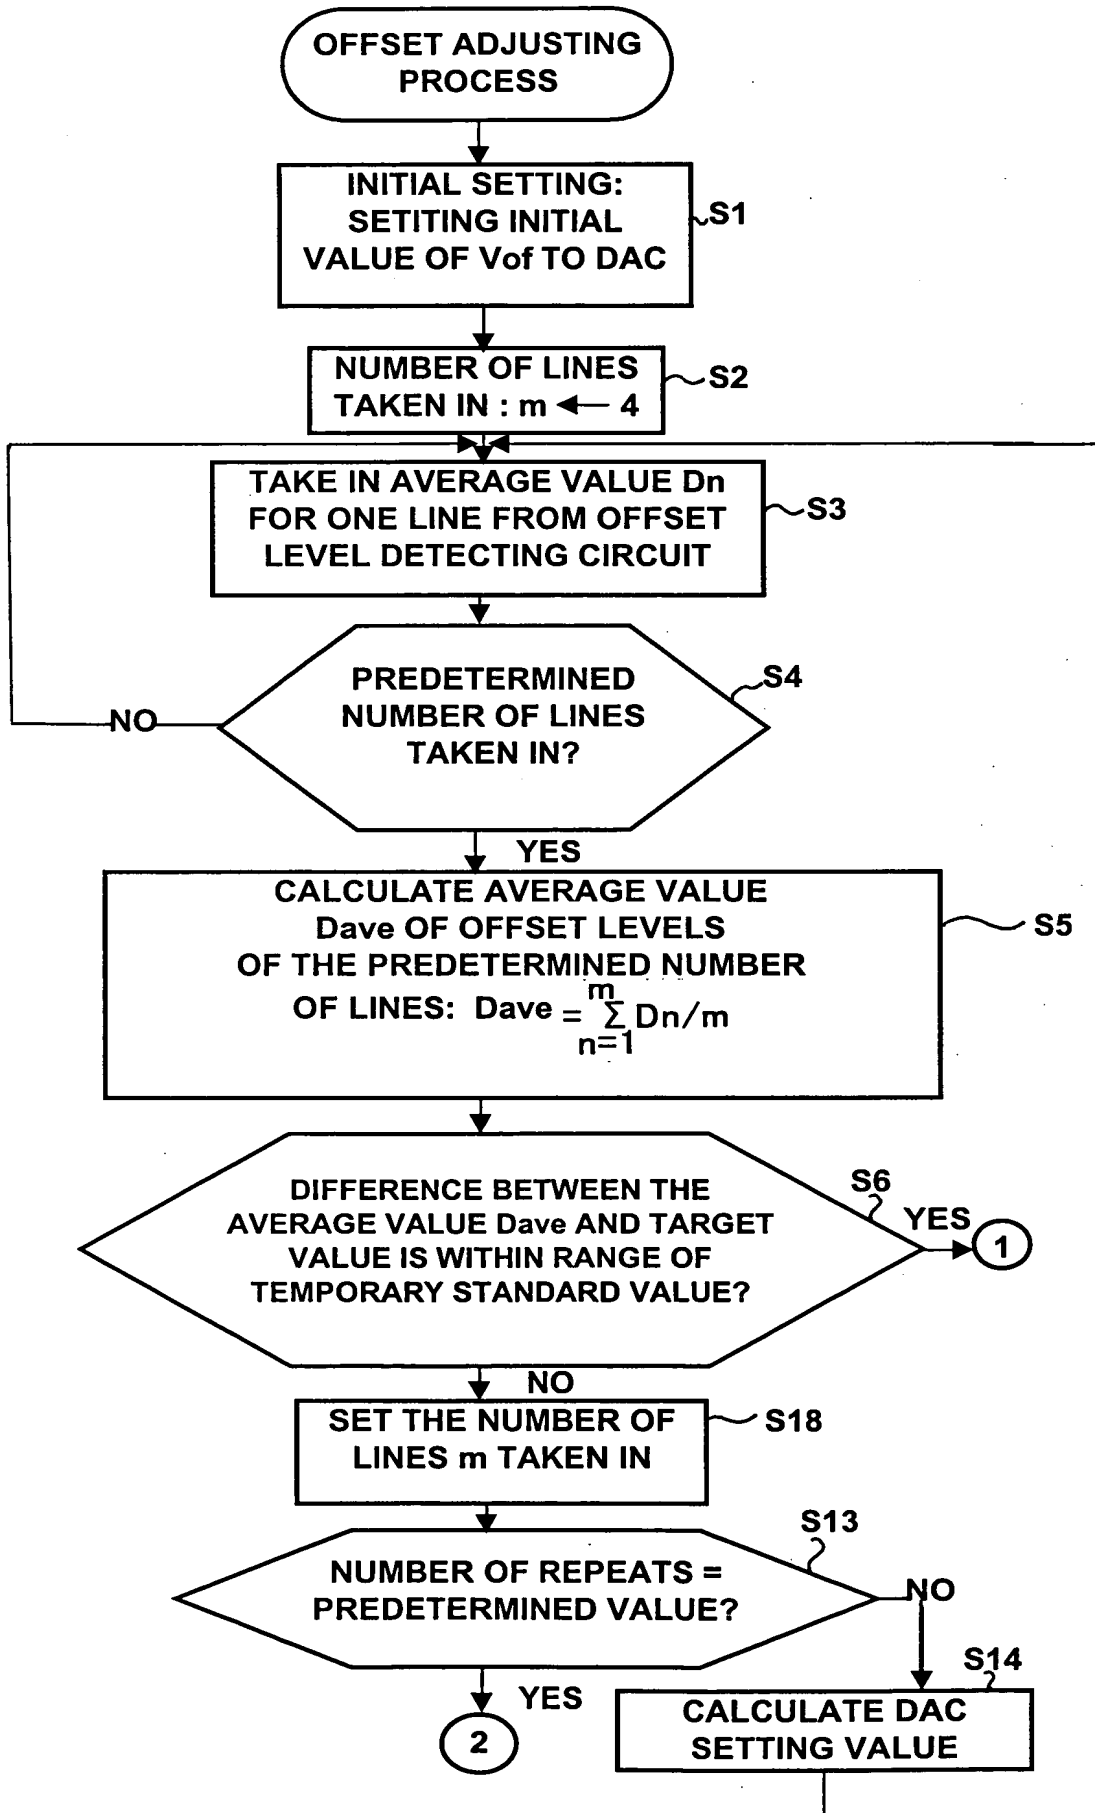 OFFSET ADJUSTING
PROCESS
INITIAL SETTING:
SETITING INITIAL
VALUE OF Vof TO DAC
S1
NUMBER OF LINES
TAKEN IN : m ← 4
S2
TAKE IN AVERAGE VALUE Dn
FOR ONE LINE FROM OFFSET
LEVEL DETECTING CIRCUIT
S3
PREDETERMINED
NUMBER OF LINES
TAKEN IN?
S4
NO
YES
CALCULATE AVERAGE VALUE
Dave OF OFFSET LEVELS
OF THE PREDETERMINED NUMBER
OF LINES: Dave = m Σ n=1 Dn/m
S5
DIFFERENCE BETWEEN THE
AVERAGE VALUE Dave AND TARGET
VALUE IS WITHIN RANGE OF
TEMPORARY STANDARD VALUE?
S6
YES
1
NO
SET THE NUMBER OF
LINES m TAKEN IN
S18
NUMBER OF REPEATS =
PREDETERMINED VALUE?
S13
NO
YES
2
S14
CALCULATE DAC
SETTING VALUE